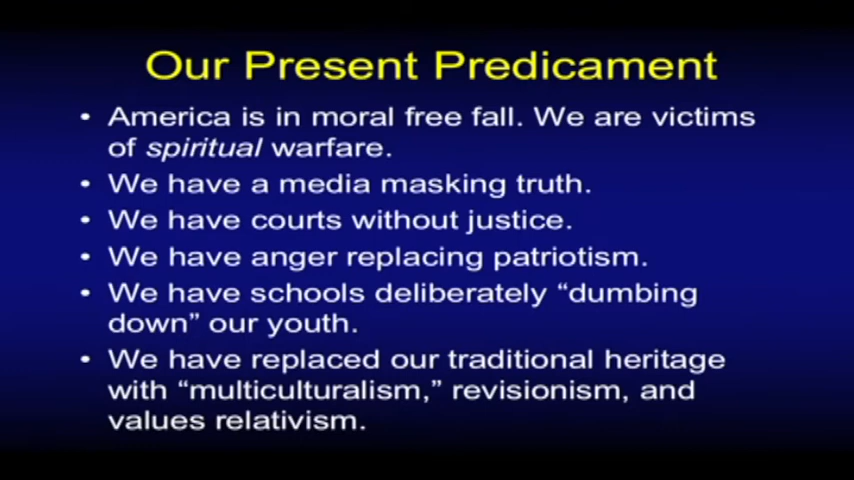 Our Present Predicament
• America is in moral free fall. We are victims
of spiritual warfare.
• We have a media masking truth.
• We have courts without justice.
• We have anger replacing patriotism.
• We have schools deliberately “dumbing
down” our youth.
• We have replaced our traditional heritage
with “multiculturalism,” revisionism, and
values relativism.